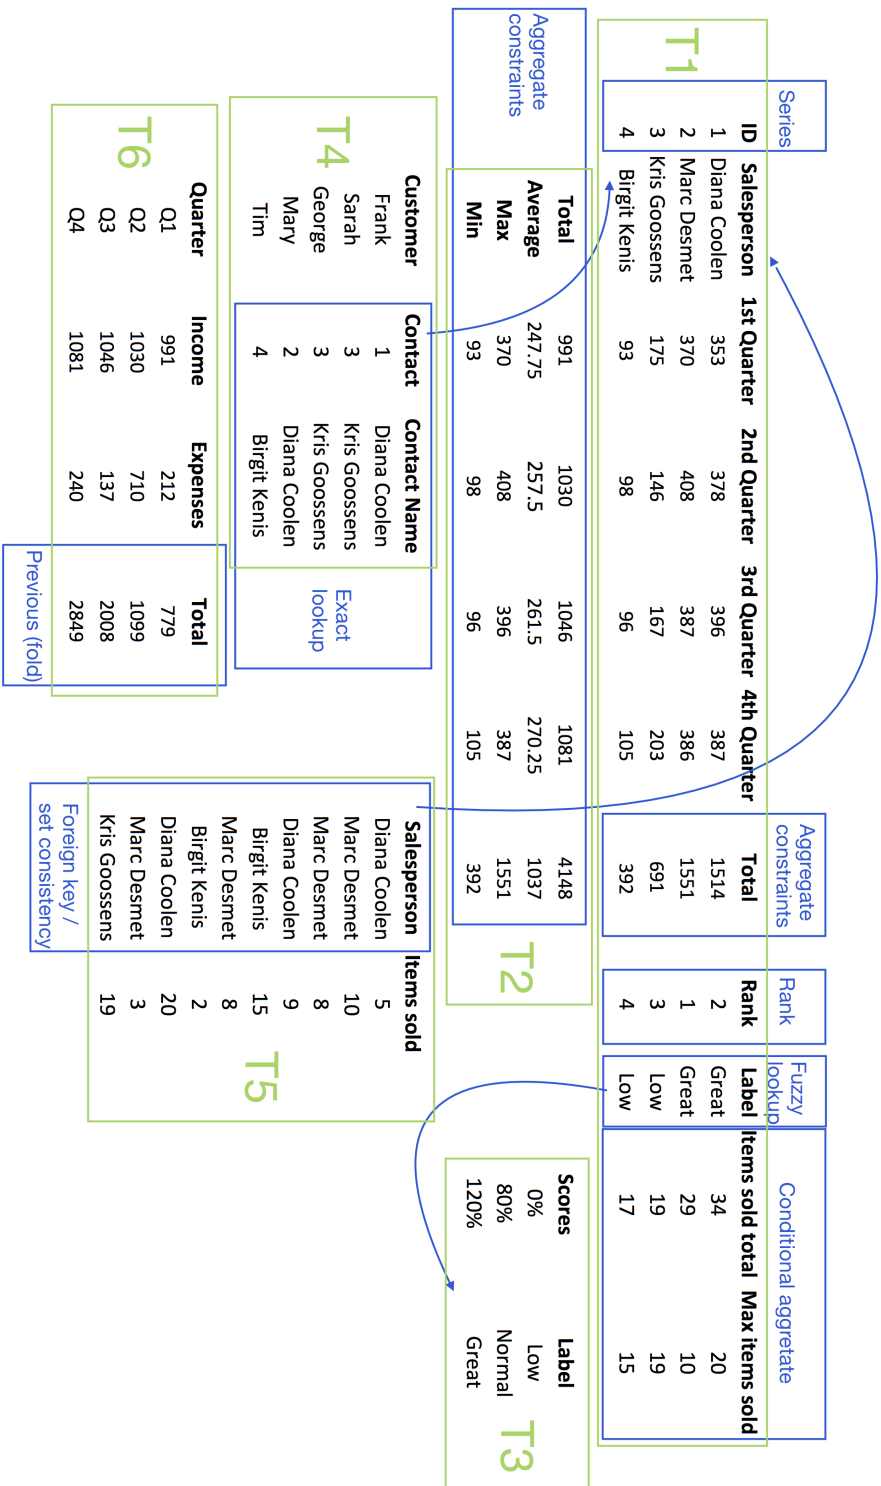 Series
Aggregate
constraints
Rank
Fuzzy
lookup
Conditional aggretate
T1
ID Salesperson 1st Quarter 2nd Quarter 3rd Quarter 4th Quarter Total Rank Label Items sold total Max items sold
1 Diana Coolen 353 378 396 387 1514 2 Great 34 20
2 Marc Desmet 370 408 387 386 1551 1 Great 29 10
3 Kris Goossens 175 146 167 203 691 3 Low 19 19
4 Birgit Kenis 93 98 96 105 392 4 Low 17 15
Aggregate
constraints
Total 991 1030 1046 1081 4148
Average 247.75 257.5 261.5 270.25 1037
Max 370 408 396 387 1551
Min 93 98 96 105 392
T2
Scores Label
0% Low
80% Normal
120% Great
T3
T4
Customer Contact Contact Name
Frank 1 Diana Coolen
Sarah 3 Kris Goossens
George 3 Kris Goossens
Mary 2 Diana Coolen
Tim 4 Birgit Kenis
Exact
lookup
Salesperson Items sold
Diana Coolen 5
Marc Desmet 10
Marc Desmet 8
Diana Coolen 9
Birgit Kenis 15
Marc Desmet 8
Birgit Kenis 2
Diana Coolen 20
Marc Desmet 3
Kris Goossens 19
T5
Foreign key /
set consistency
T6
Quarter Income Expenses Total
Q1 991 212 779
Q2 1030 710 1099
Q3 1046 137 2008
Q4 1081 240 2849
Previous (fold)